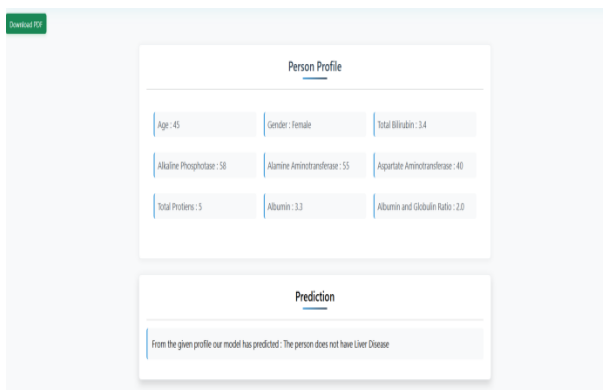 Download PDF
Person Profile
Age : 45
Gender : Female
Total Bilirubin : 3.4
Alkaline Phosphotase : 58
Alamine Aminotransferase : 55
Aspartate Aminotransferase : 40
Total Protiens : 5
Albumin : 3.3
Albumin and Globulin Ratio : 2.0
Prediction
From the given profile our model has predicted : The person does not have Liver Disease